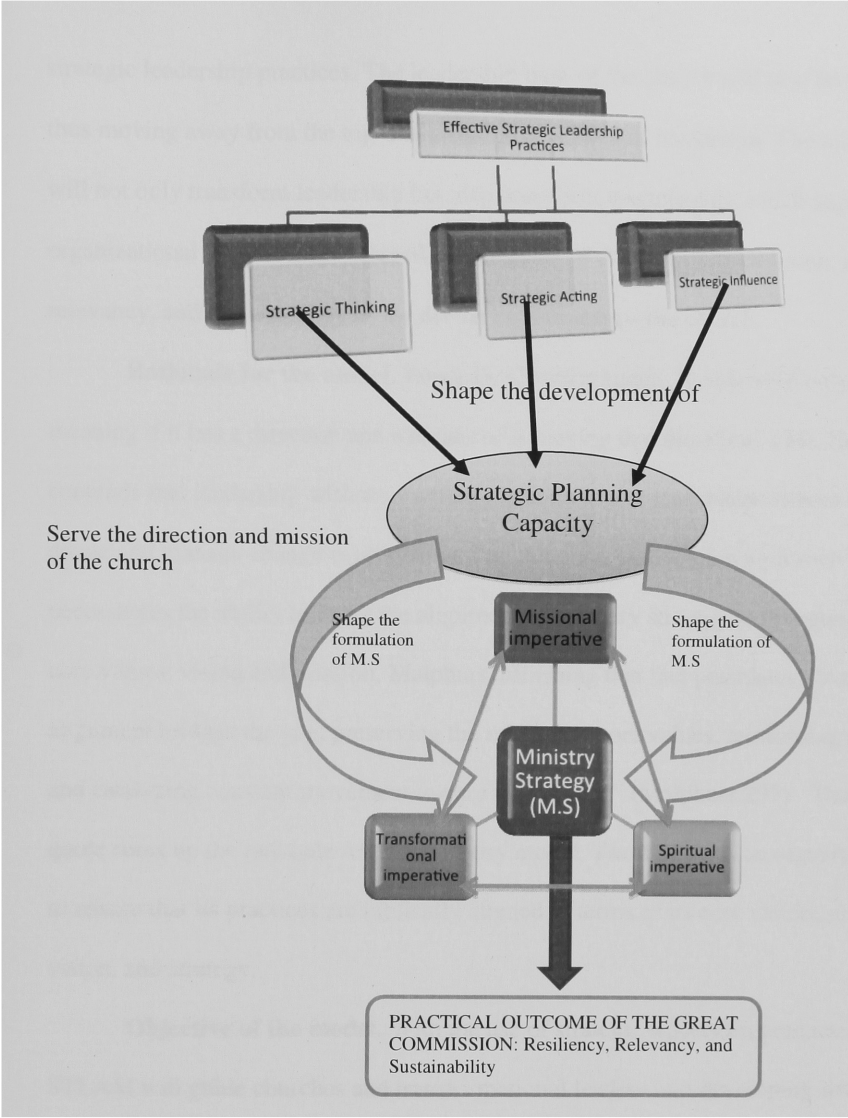 Effective Strategic Leadership
Practices
Strategic Thinking
Strategic Acting
Strategic Influence
Shape the development of
Strategic Planning
Capacity
Serve the direction and mission
of the church
Shape the
formulation
of M.S
Missional
imperative
Shape the
formulation of
M.S
Ministry
Strategy
(M.S)
Transformati
onal
imperative
Spiritual
imperative
PRACTICAL OUTCOME OF THE GREAT
COMMISSION: Resiliency, Relevancy, and
Sustainability